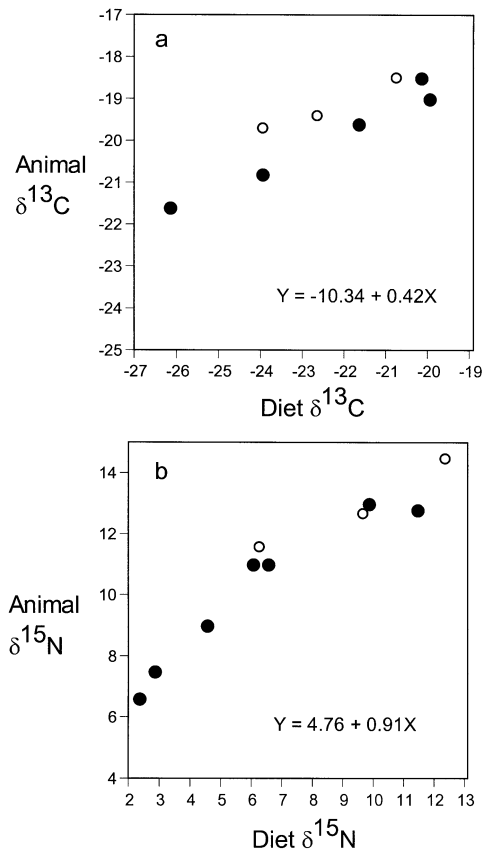 a
-17
-18
-19
-20
-21
-22
-23
-24
-25
Animal
δ13C
Y = -10.34 + 0.42X
-27 -26 -25 -24 -23 -22 -21 -20 -19
Diet δ13C
b
14
12
10
8
6
4
Animal
δ15N
Y = 4.76 + 0.91X
2 3 4 5 6 7 8 9 10 11 12 13
Diet δ15N